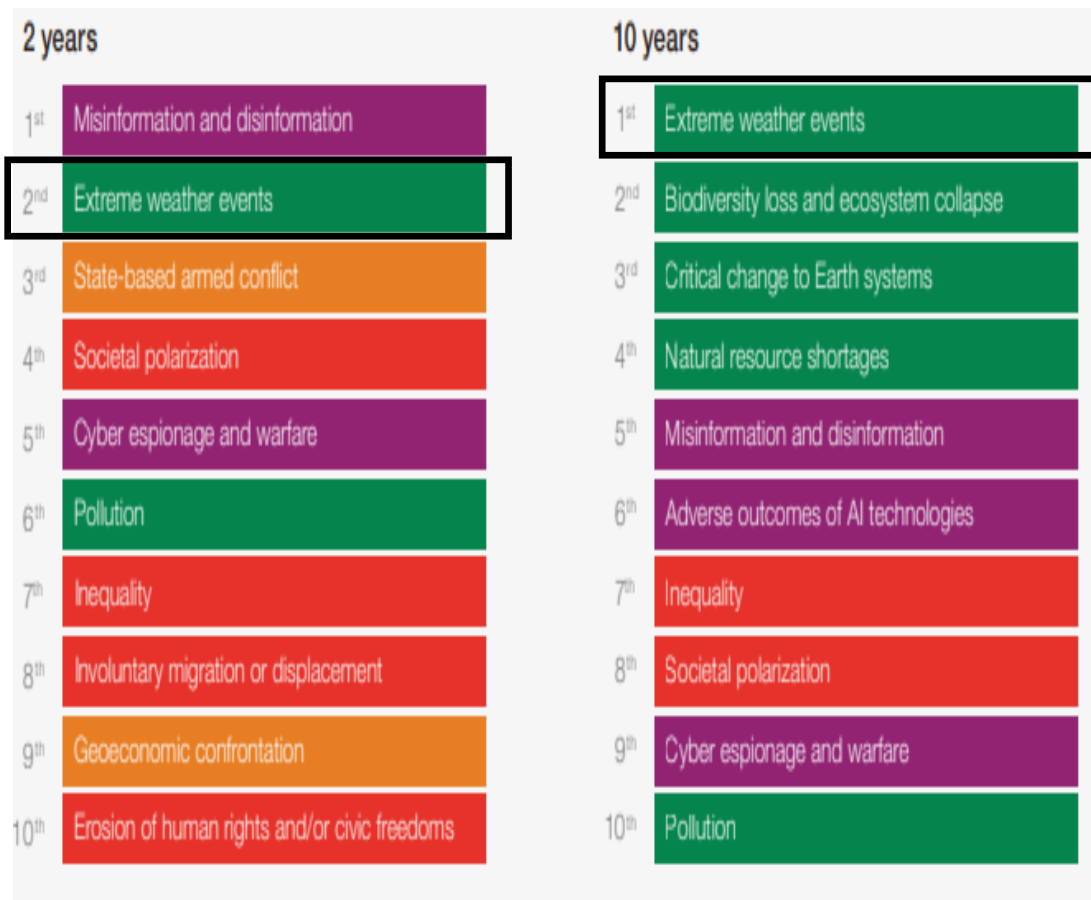 2 years
1st Misinformation and disinformation
2nd Extreme weather events
3rd State-based armed conflict
4th Societal polarization
5th Cyber espionage and warfare
6th Pollution
7th Inequality
8th Involuntary migration or displacement
9th Geoeconomic confrontation
10th Erosion of human rights and/or civic freedoms
10 years
1st Extreme weather events
2nd Biodiversity loss and ecosystem collapse
3rd Critical change to Earth systems
4th Natural resource shortages
5th Misinformation and disinformation
6th Adverse outcomes of AI technologies
7th Inequality
8th Societal polarization
9th Cyber espionage and warfare
10th Pollution